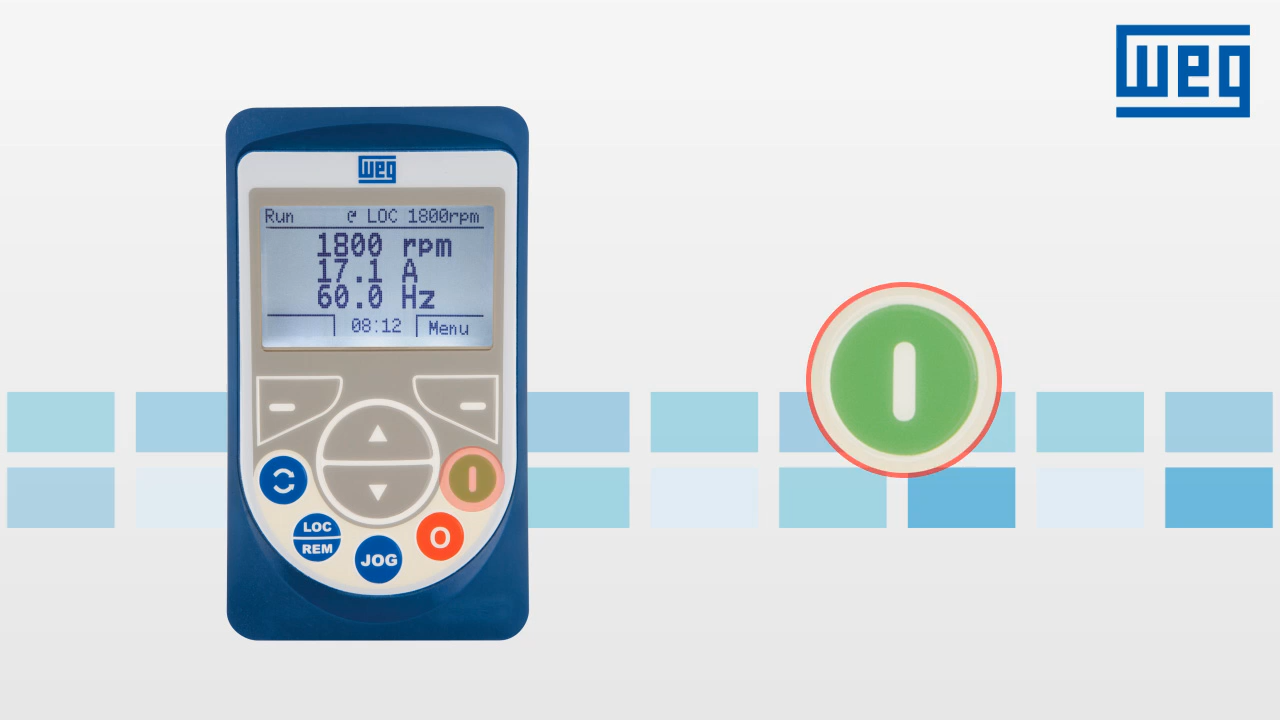 weg
weg
Run LOC 1800rpm
1800 rpm
17.1 A
60.0 Hz
08:12 Menu
LOC
REM
JOG
O
I
I